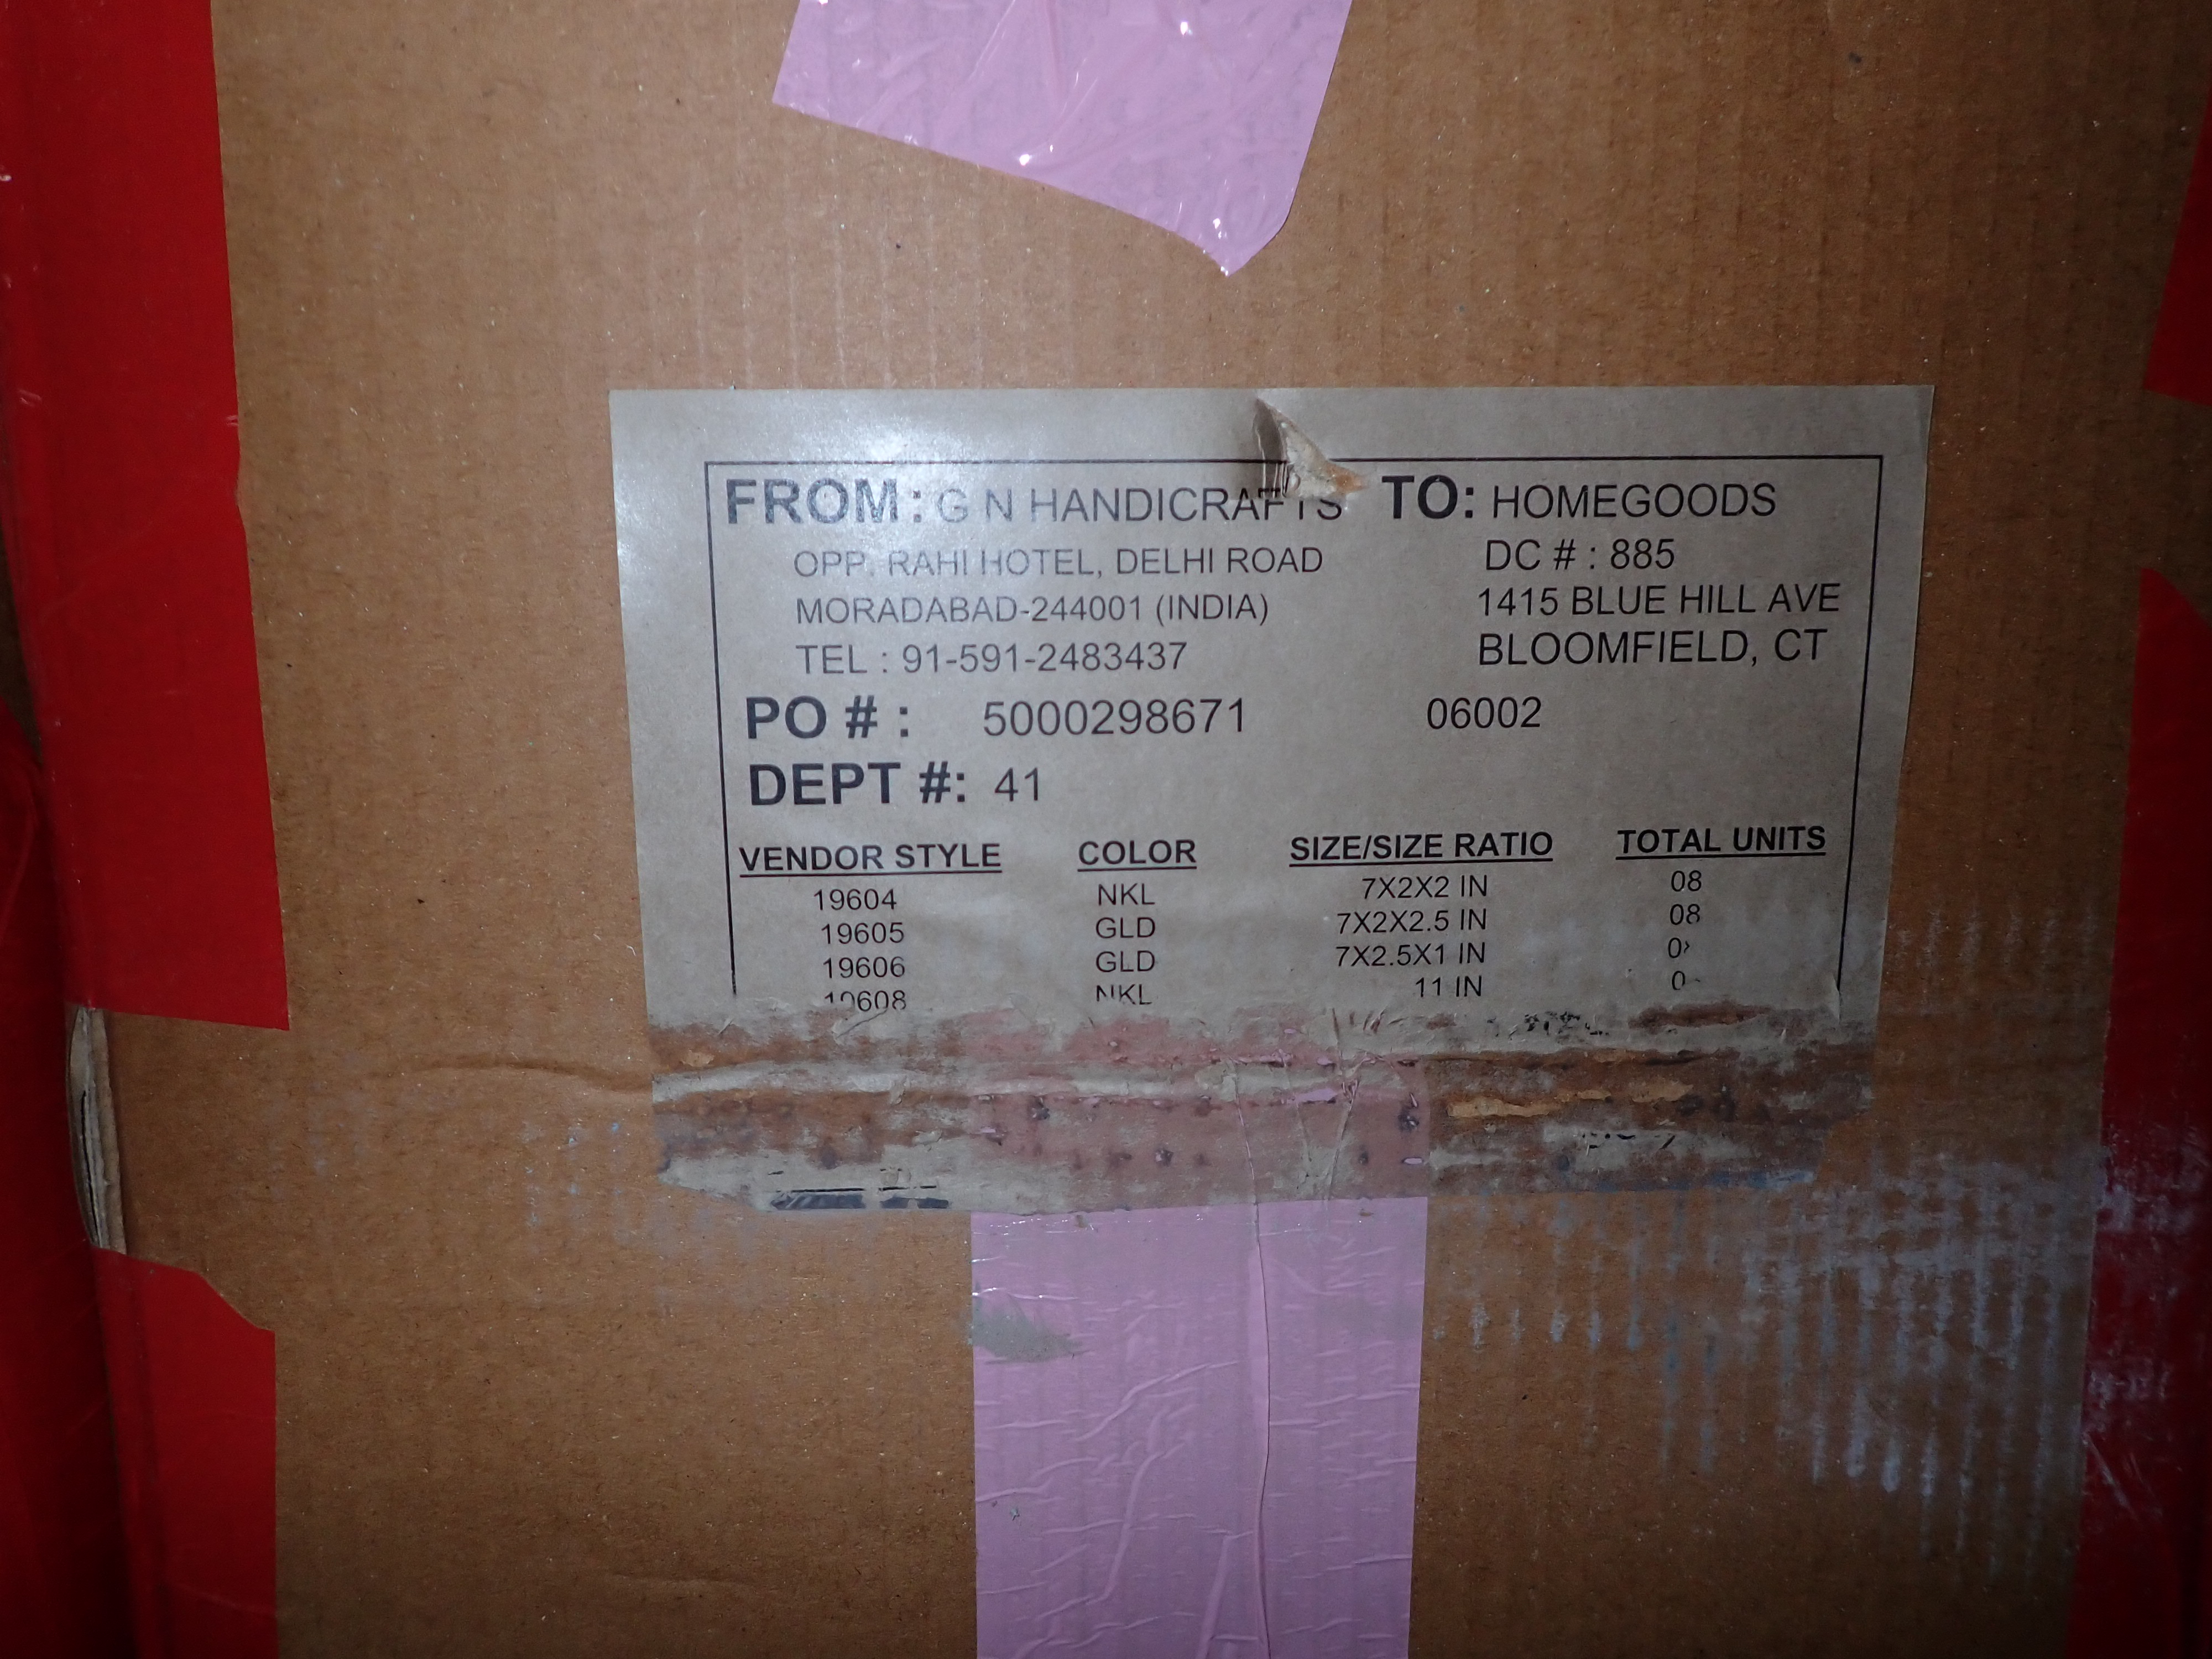 FROM: G N HANDICRAFTS
OPP. RAHI HOTEL, DELHI ROAD
MORADABAD-244001 (INDIA)
TEL : 91-591-2483437
TO: HOMEGOODS
DC # : 885
1415 BLUE HILL AVE
BLOOMFIELD, CT
06002
PO # : 5000298671
DEPT #: 41
VENDOR STYLE COLOR SIZE/SIZE RATIO TOTAL UNITS
19604 NKL 7X2X2 IN 08
19605 GLD 7X2X2.5 IN 08
19606 GLD 7X2.5X1 IN
19608 NKL 11 IN